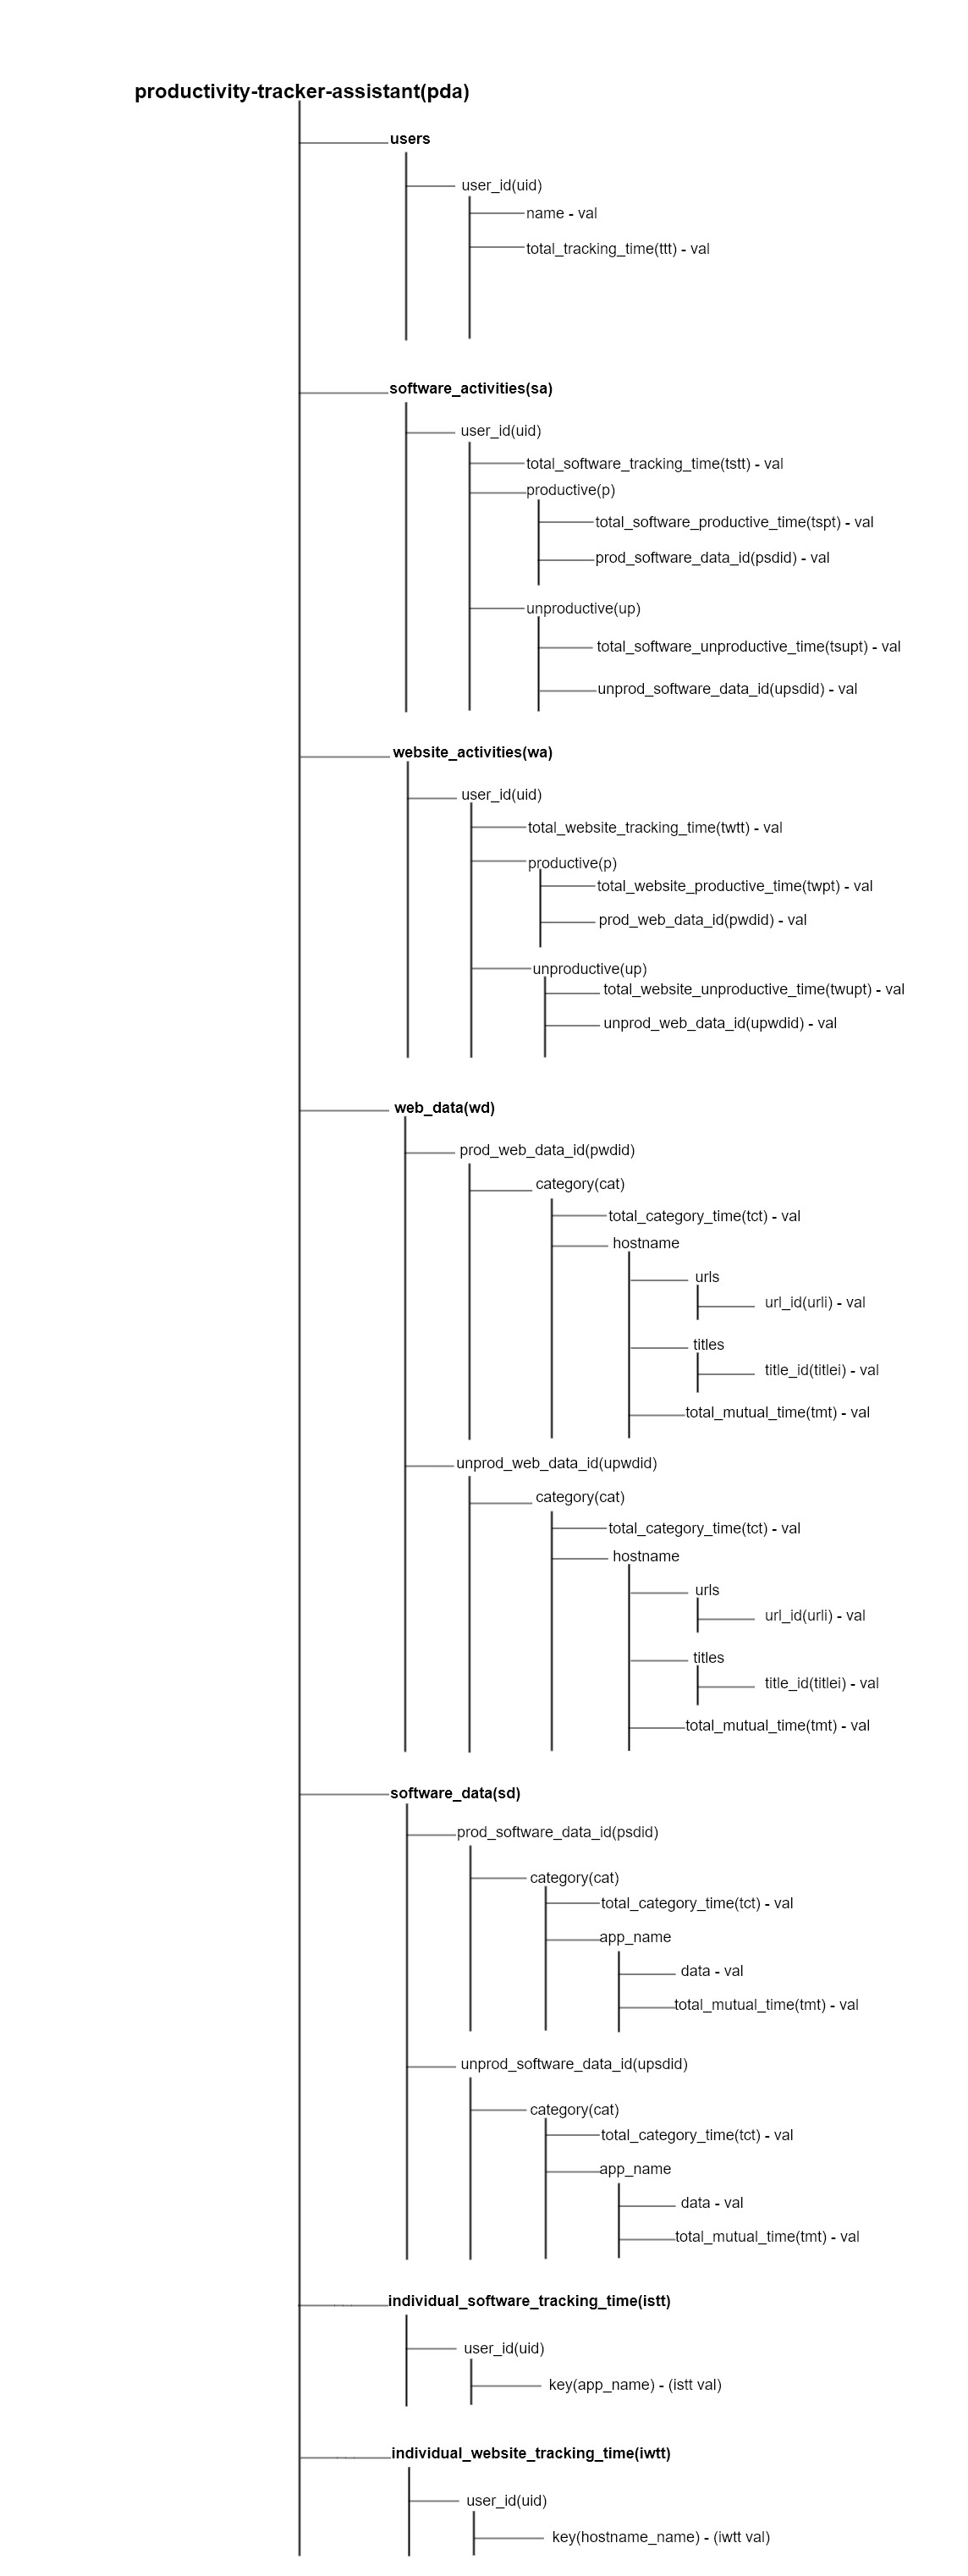 productivity-tracker-assistant(pda)
users
user_id(uid)
name - val
total_tracking_time(ttt) - val
software_activities(sa)
user_id(uid)
total_software_tracking_time(tstt) - val
productive(p)
total_software_productive_time(tspt) - val
prod_software_data_id(psdid) - val
unproductive(up)
total_software_unproductive_time(tsupt) - val
unprod_software_data_id(upsdid) - val
website_activities(wa)
user_id(uid)
total_website_tracking_time(twtt) - val
productive(p)
total_website_productive_time(twpt) - val
prod_web_data_id(pwdid) - val
unproductive(up)
total_website_unproductive_time(twupt) - val
unprod_web_data_id(upwdid) - val
web_data(wd)
prod_web_data_id(pwdid)
category(cat)
total_category_time(tct) - val
hostname
urls
url_id(urli) - val
titles
title_id(titlei) - val
total_mutual_time(tmt) - val
unprod_web_data_id(upwdid)
category(cat)
total_category_time(tct) - val
hostname
urls
url_id(urli) - val
titles
title_id(titlei) - val
total_mutual_time(tmt) - val
software_data(sd)
prod_software_data_id(psdid)
category(cat)
total_category_time(tct) - val
app_name
data - val
total_mutual_time(tmt) - val
unprod_software_data_id(upsdid)
category(cat)
total_category_time(tct) - val
app_name
data - val
total_mutual_time(tmt) - val
individual_software_tracking_time(istt)
user_id(uid)
key(app_name) - (istt val)
individual_website_tracking_time(iwtt)
user_id(uid)
key(hostname_name) - (iwtt val)